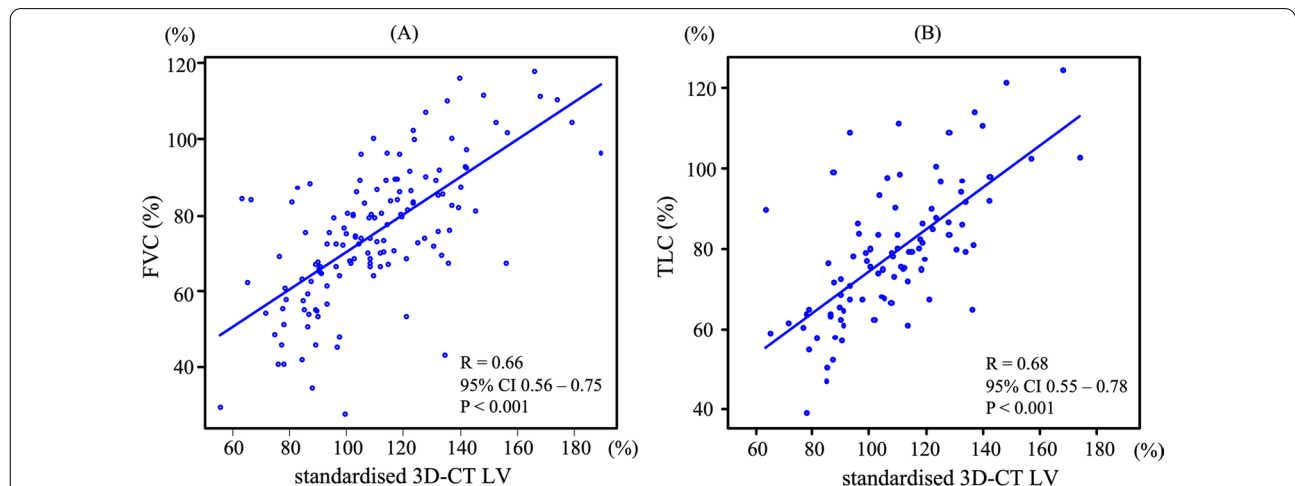 (%)
(A)
120
100
80
60
40
FVC (%)
R = 0.66
95% CI 0.56 – 0.75
P < 0.001
60 80 100 120 140 160 180 (%)
standardised 3D-CT LV
(%)
(B)
120
100
80
60
40
TLC (%)
R = 0.68
95% CI 0.55 – 0.78
P < 0.001
60 80 100 120 140 160 180 (%)
standardised 3D-CT LV